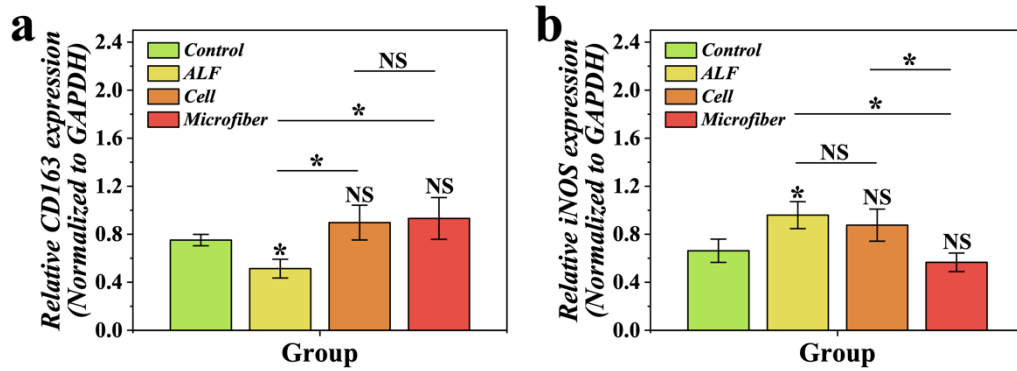 a
Relative CD163 expression
(Normalized to GAPDH)
2.4
2.0
1.6
1.2
0.8
0.4
0.0
Control
ALF
Cell
Microfiber
NS
*
*
*
NS
NS
Group
b
Relative iNOS expression
(Normalized to GAPDH)
2.4
2.0
1.6
1.2
0.8
0.4
0.0
Control
ALF
Cell
Microfiber
*
*
NS
*
NS
NS
Group